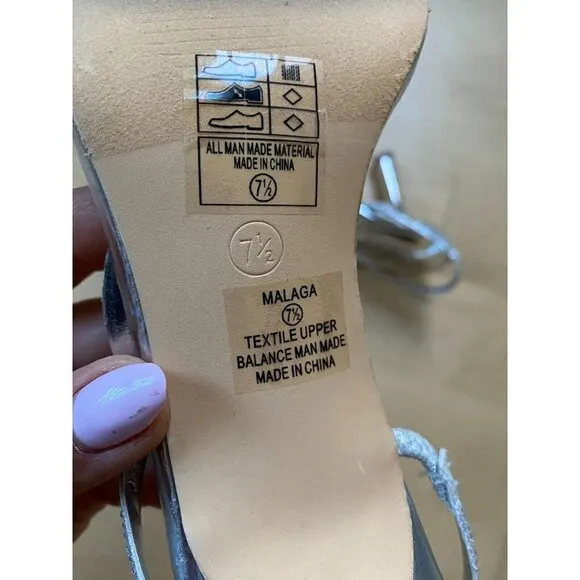 ALL MAN MADE MATERIAL
MADE IN CHINA
7½
7½
MALAGA
7½
TEXTILE UPPER
BALANCE MAN MADE
MADE IN CHINA